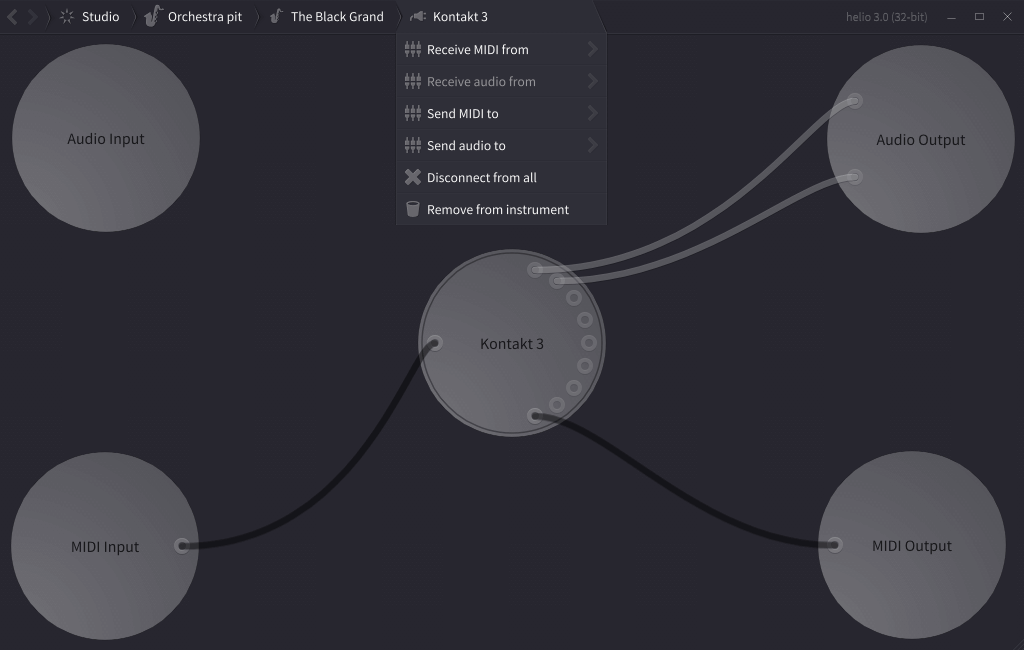 Studio
Orchestra pit
The Black Grand
Kontakt 3
helio 3.0 (32-bit)
Receive MIDI from
Receive audio from
Send MIDI to
Send audio to
Disconnect from all
Remove from instrument
Audio Input
Audio Output
Kontakt 3
MIDI Input
MIDI Output